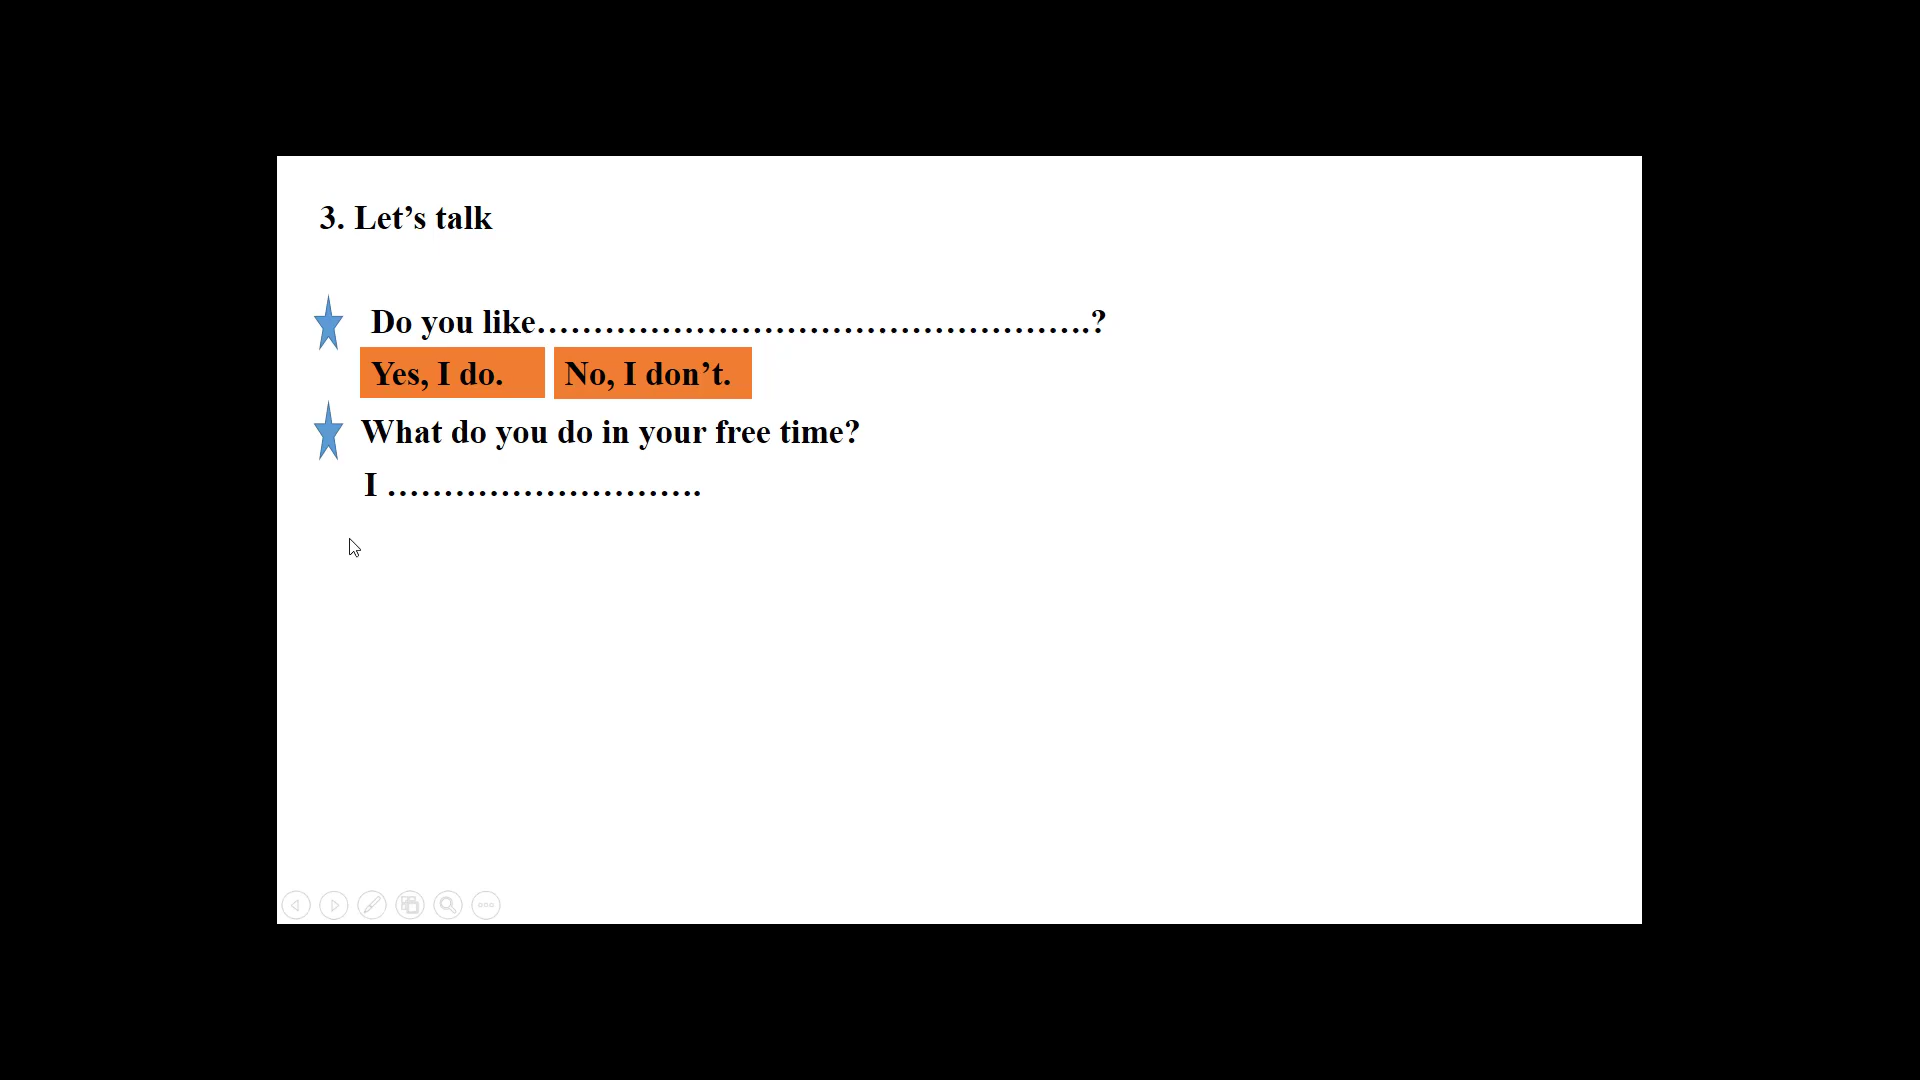 3. Let’s talk
Do you like……………………………………………….?
Yes, I do. No, I don’t.
What do you do in your free time?
I ……………………….